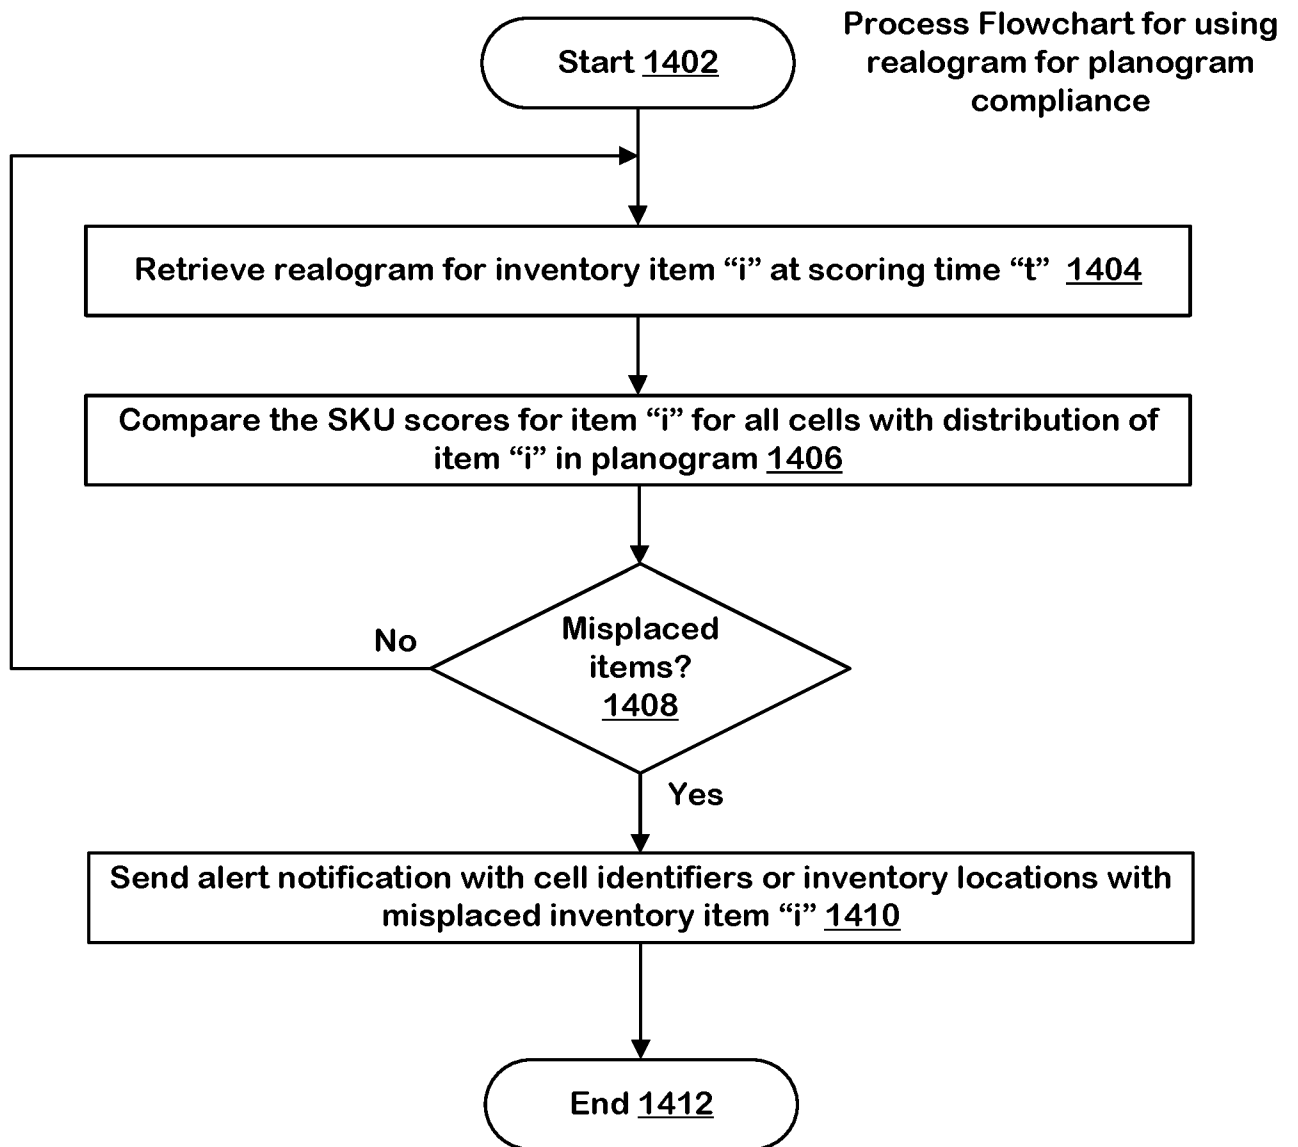 Start 1402
Process Flowchart for using
realogram for planogram
compliance
Retrieve realogram for inventory item “i” at scoring time “t” 1404
Compare the SKU scores for item “i” for all cells with distribution of
item “i” in planogram 1406
Misplaced
items?
1408
No
Yes
Send alert notification with cell identifiers or inventory locations with
misplaced inventory item “i” 1410
End 1412